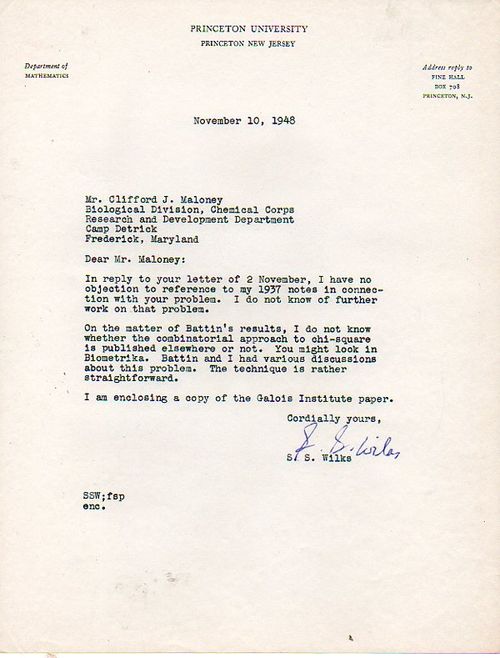 PRINCETON UNIVERSITY
PRINCETON NEW JERSEY
Department of
MATHEMATICS
Address reply to
FINE HALL
BOX 708
PRINCETON, N.J.
November 10, 1948
Mr. Clifford J. Maloney
Biological Division, Chemical Corps
Research and Development Department
Camp Detrick
Frederick, Maryland
Dear Mr. Maloney:
In reply to your letter of 2 November, I have no
objection to reference to my 1937 notes in connec-
tion with your problem. I do not know of further
work on that problem.
On the matter of Battin's results, I do not know
whether the combinatorial approach to chi-square
is published elsewhere or not. You might look in
Biometrika. Battin and I had various discussions
about this problem. The technique is rather
straightforward.
I am enclosing a copy of the Galois Institute paper.
Cordially yours,
S. S. Wilks
S. S. Wilks
SSW;fsp
enc.